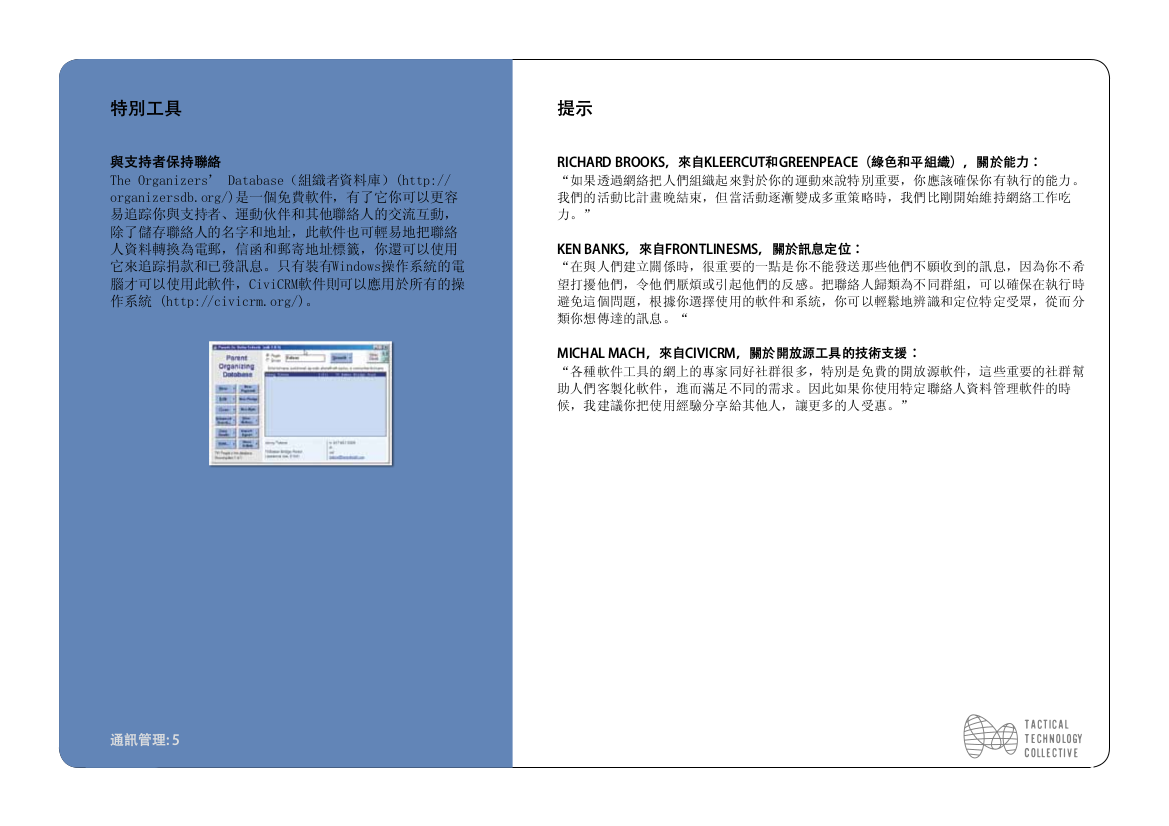 特別工具
與支持者保持聯絡
The Organizers’ Database（組織者資料庫）(http://
organizersdb.org/)是一個免費軟件，有了它你可以更容
易追踪你與支持者、運動伙伴和其他聯絡人的交流互動，
除了儲存聯絡人的名字和地址，此軟件也可輕易地把聯絡
人資料轉換為電郵，信函和郵寄地址標籤，你還可以使用
它來追踪捐款和已發訊息。只有裝有Windows操作系統的電
腦才可以使用此軟件，CiviCRM軟件則可以應用於所有的操
作系統 (http://civicrm.org/)。
Parent
Organizing
Database
通訊管理: 5
提示
RICHARD BROOKS，來自KLEERCUT和GREENPEACE（綠色和平組織），關於能力：
“如果透過網絡把人們組織起來對於你的運動來說特別重要，你應該確保你有執行的能力。
我們的活動比計畫晚結束，但當活動逐漸變成多重策略時，我們比剛開始維持網絡工作吃
力。”
KEN BANKS，來自FRONTLINESMS，關於訊息定位：
“在與人們建立關係時，很重要的一點是你不能發送那些他們不願收到的訊息，因為你不希
望打擾他們，令他們厭煩或引起他們的反感。把聯絡人歸類為不同群組，可以確保在執行時
避免這個問題，根據你選擇使用的軟件和系統，你可以輕鬆地辨識和定位特定受眾，從而分
類你想傳達的訊息。“
MICHAL MACH，來自CIVICRM，關於開放源工具的技術支援：
“各種軟件工具的網上的專家同好社群很多，特別是免費的開放源軟件，這些重要的社群幫
助人們客製化軟件，進而滿足不同的需求。因此如果你使用特定聯絡人資料管理軟件的時
候，我建議你把使用經驗分享給其他人，讓更多的人受惠。”
TACTICAL
TECHNOLOGY
COLLECTIVE